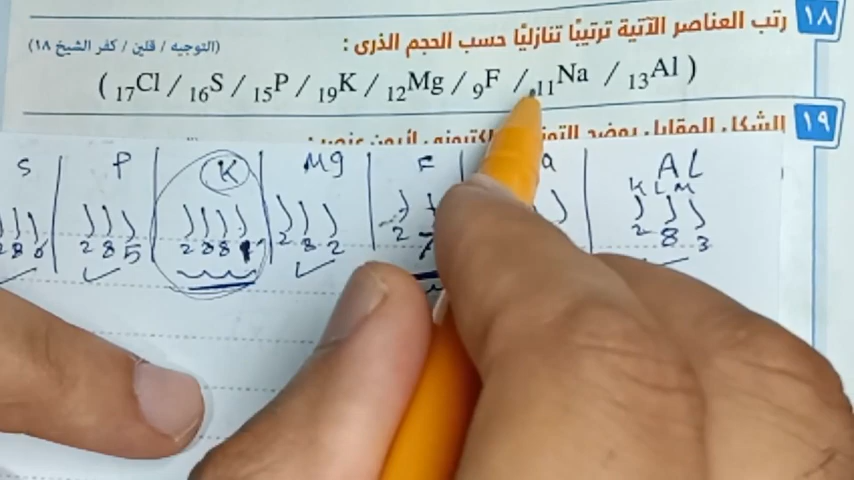 ١٨ رتب العناصر الآتية ترتيبًا تنازليًا حسب الحجم الذرى : (التوجيه / قلين / كفر الشيخ ١٨)
( 17Cl / 16S / 15P / 19K / 12Mg / 9F / 11Na / 13Al )
١٩ الشكل المقابل يوضح
S P K Mg F a AL
K L M
2 8 6 2 8 5 2 8 8 1 2 8 2 2 7 2 8 3